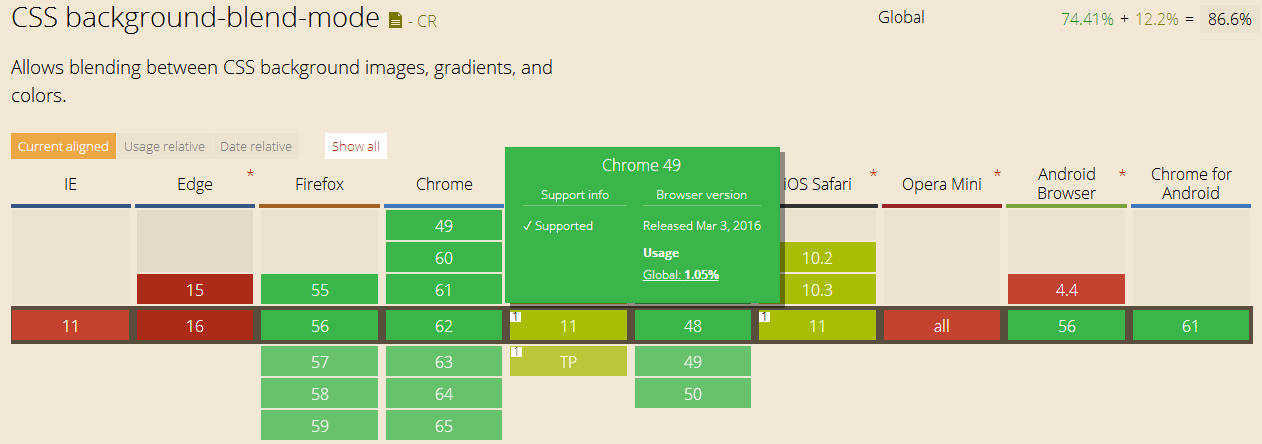 CSS background-blend-mode - CR
Global 74.41% + 12.2% = 86.6%
Allows blending between CSS background images, gradients, and
colors.
Current aligned Usage relative Date relative Show all
Chrome 49
Support info Browser version
✓ Supported Released Mar 3, 2016
Usage
Global: 1.05%
IE Edge * Firefox Chrome iOS Safari * Opera Mini * Android Browser * Chrome for Android
49
60 10.2
15 55 61 10.3 4.4
11 16 56 62 1 11 48 1 11 all 56 61
57 63 1 TP 49
58 64 50
59 65